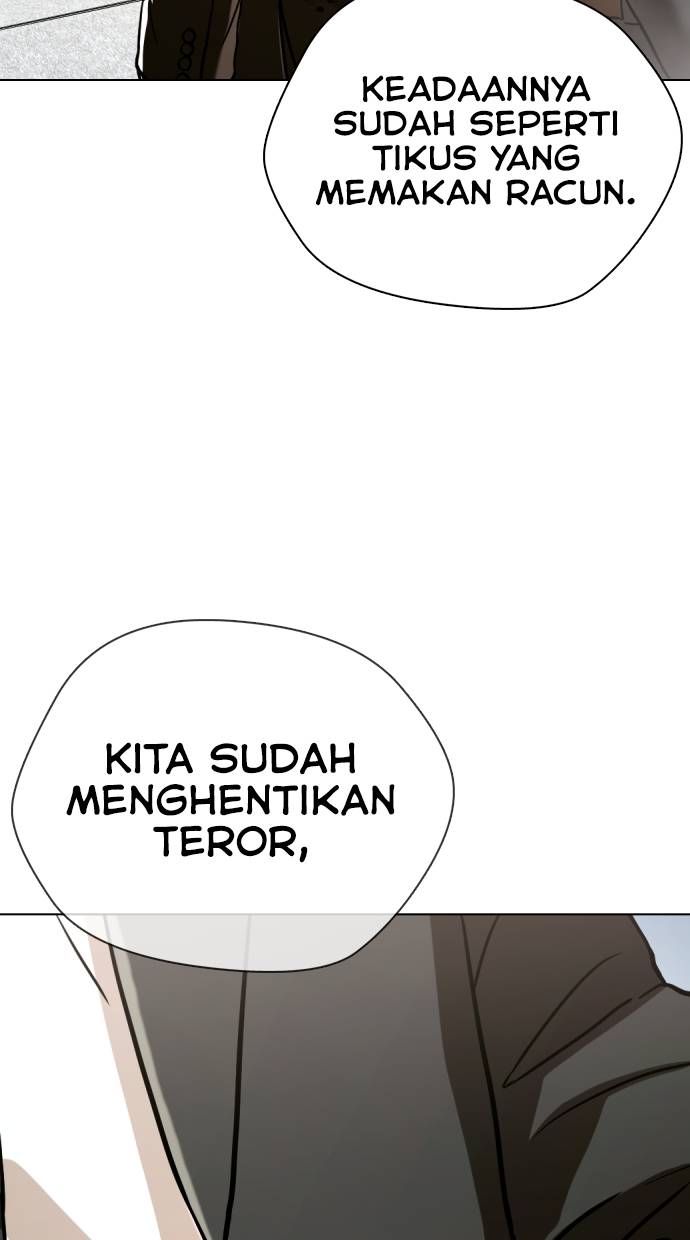 KEADAANNYA
SUDAH SEPERTI
TIKUS YANG
MEMAKAN RACUN.
KITA SUDAH
MENGHENTIKAN
TEROR,